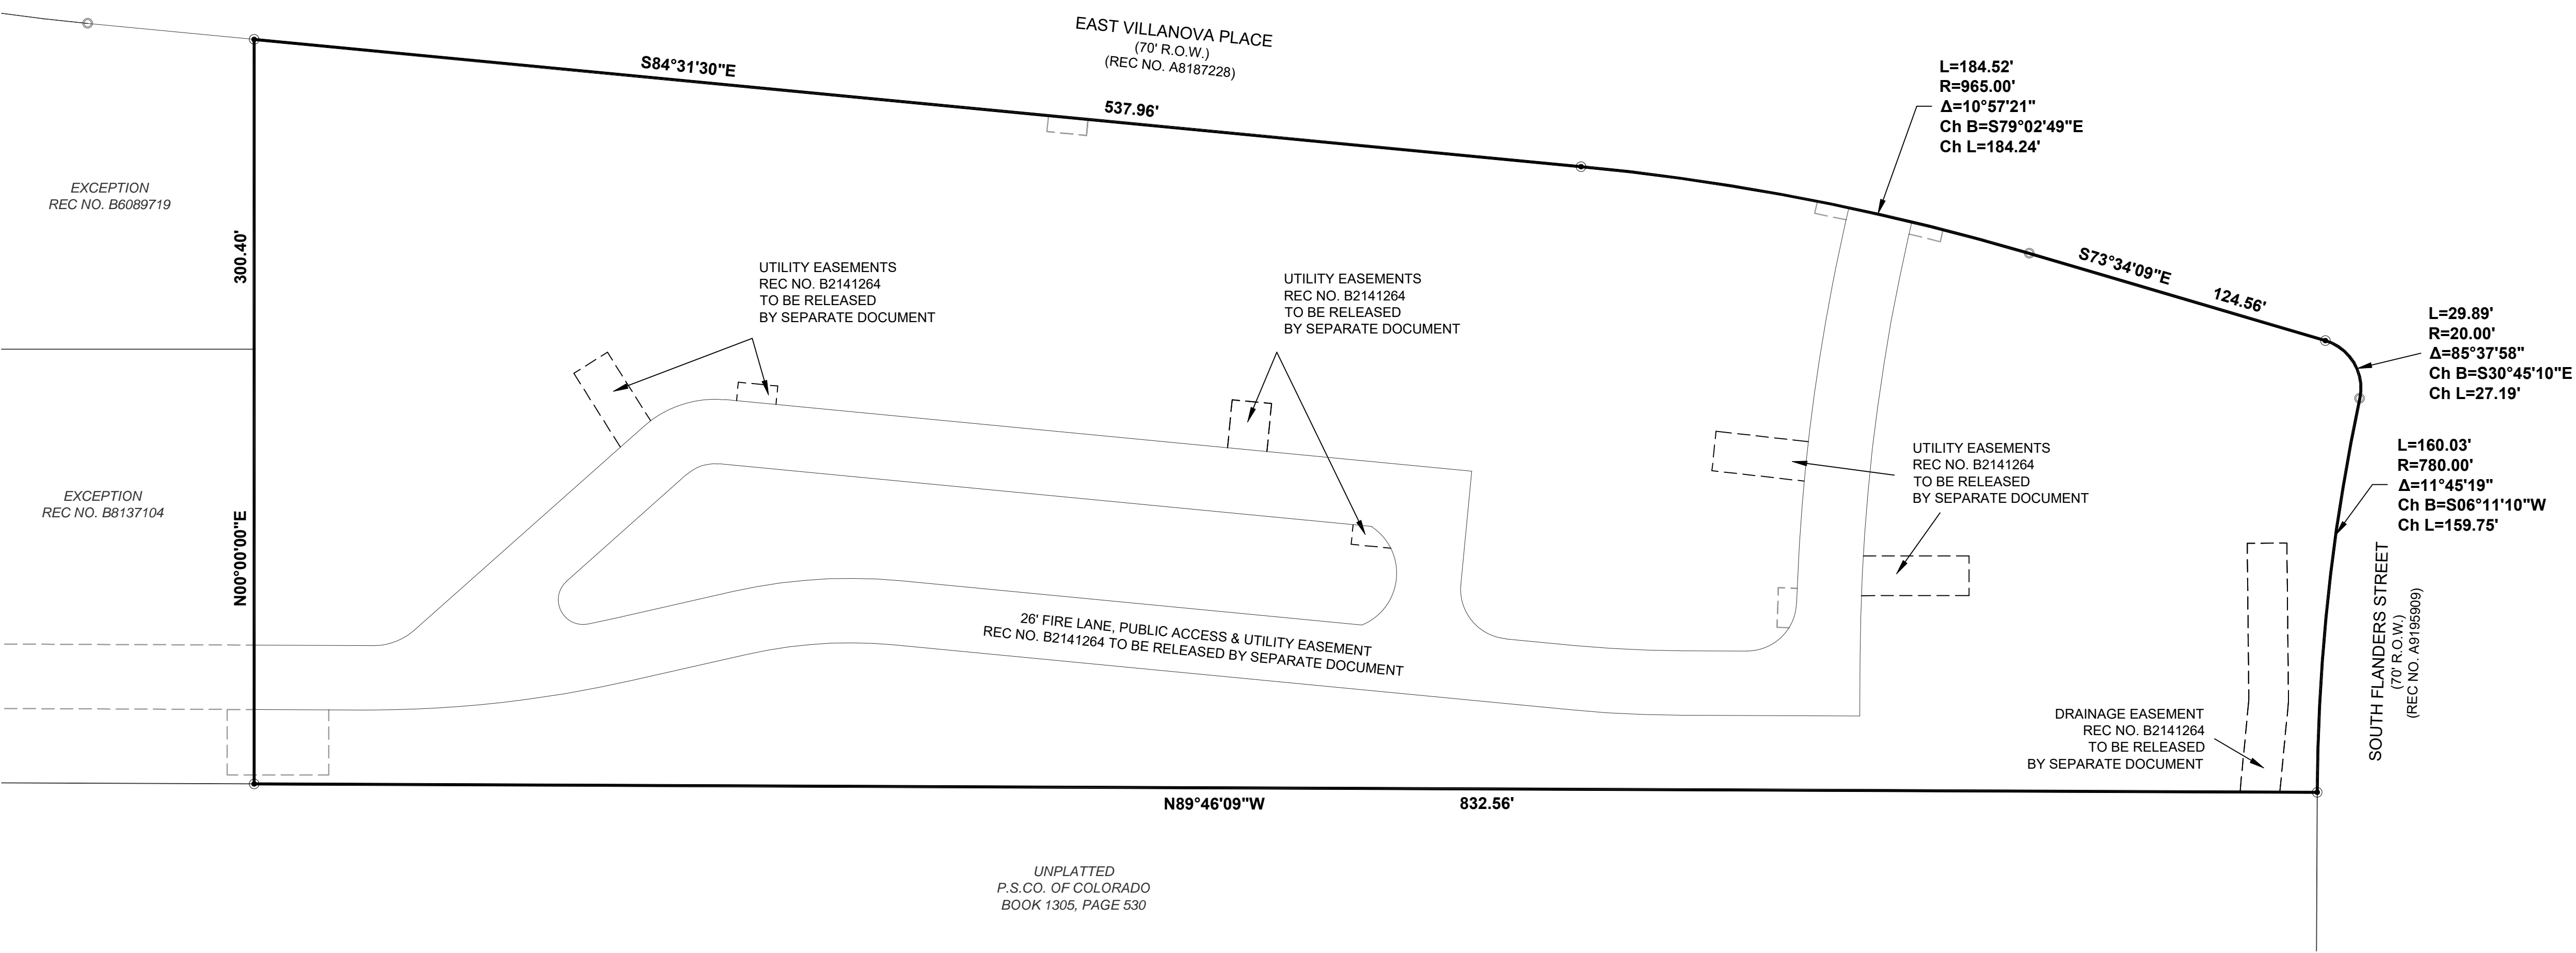 EAST VILLANOVA PLACE
(70' R.O.W.)
(REC NO. A8187228)
S84°31'30"E
537.96'
L=184.52'
R=965.00'
Δ=10°57'21"
Ch B=S79°02'49"E
Ch L=184.24'
EXCEPTION
REC NO. B6089719
300.40'
S73°34'09"E
124.56'
UTILITY EASEMENTS
REC NO. B2141264
TO BE RELEASED
BY SEPARATE DOCUMENT
UTILITY EASEMENTS
REC NO. B2141264
TO BE RELEASED
BY SEPARATE DOCUMENT
L=29.89'
R=20.00'
Δ=85°37'58"
Ch B=S30°45'10"E
Ch L=27.19'
UTILITY EASEMENTS
REC NO. B2141264
TO BE RELEASED
BY SEPARATE DOCUMENT
L=160.03'
R=780.00'
Δ=11°45'19"
Ch B=S06°11'10"W
Ch L=159.75'
EXCEPTION
REC NO. B8137104
N00°00'00"E
26' FIRE LANE, PUBLIC ACCESS & UTILITY EASEMENT
REC NO. B2141264 TO BE RELEASED BY SEPARATE DOCUMENT
SOUTH FLANDERS STREET
(70' R.O.W.)
(REC NO. A9195909)
DRAINAGE EASEMENT
REC NO. B2141264
TO BE RELEASED
BY SEPARATE DOCUMENT
N89°46'09"W
832.56'
UNPLATTED
P.S.CO. OF COLORADO
BOOK 1305, PAGE 530